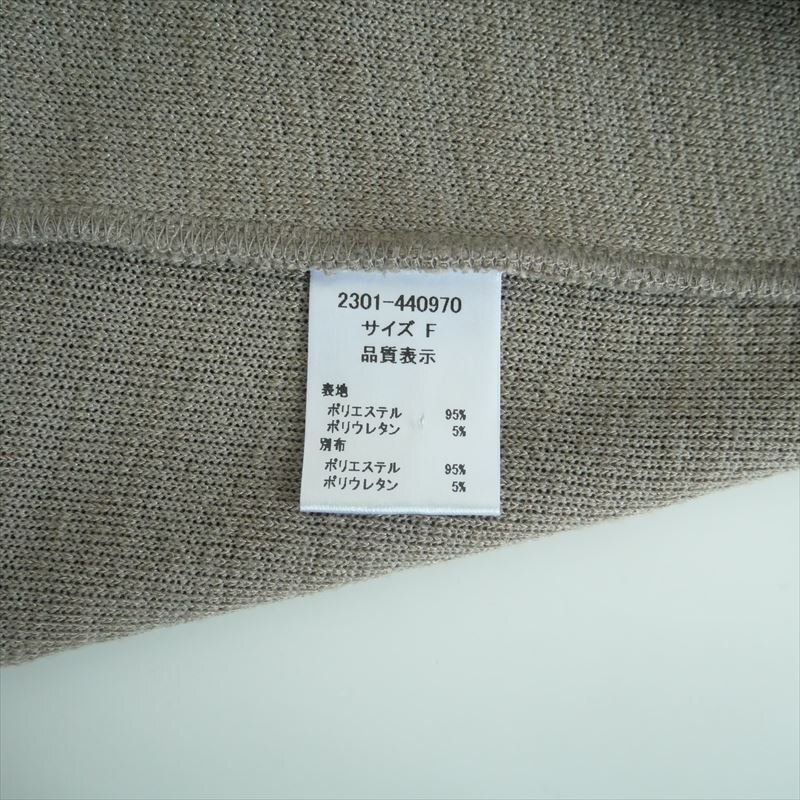 2301-440970
サイズ F
品質表示
表地
ポリエステル 95%
ポリウレタン 5%
別布
ポリエステル 95%
ポリウレタン 5%